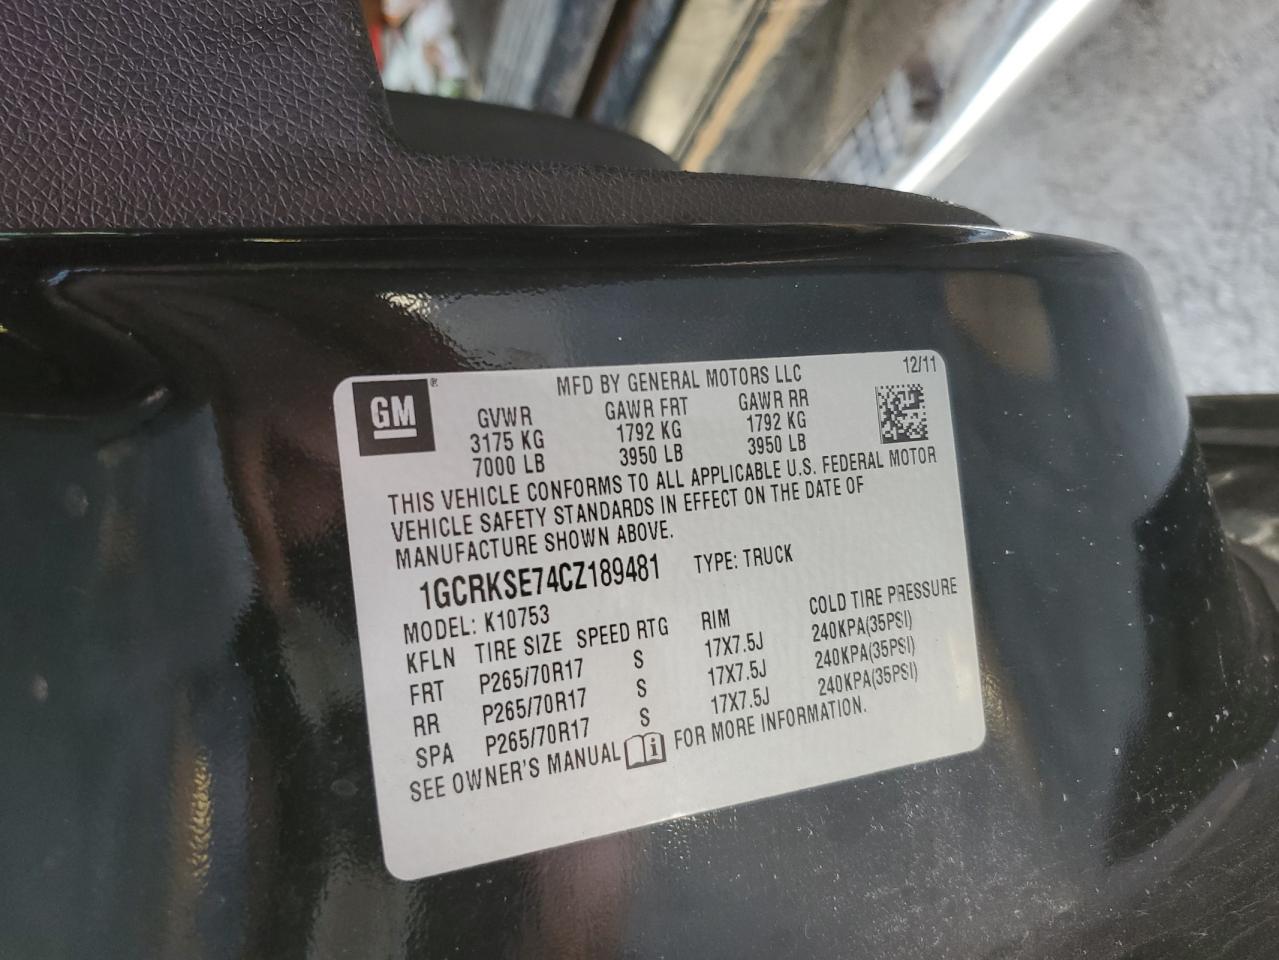 GM®
MFD BY GENERAL MOTORS LLC 12/11
GVWR GAWR FRT GAWR RR
3175 KG 1792 KG 1792 KG
7000 LB 3950 LB 3950 LB
THIS VEHICLE CONFORMS TO ALL APPLICABLE U.S. FEDERAL MOTOR
VEHICLE SAFETY STANDARDS IN EFFECT ON THE DATE OF
MANUFACTURE SHOWN ABOVE.
1GCRKSE74CZ189481 TYPE: TRUCK
MODEL: K10753
KFLN TIRE SIZE SPEED RTG RIM COLD TIRE PRESSURE
FRT P265/70R17 S 17X7.5J 240KPA(35PSI)
RR P265/70R17 S 17X7.5J 240KPA(35PSI)
SPA P265/70R17 S 17X7.5J 240KPA(35PSI)
SEE OWNER'S MANUAL i FOR MORE INFORMATION.